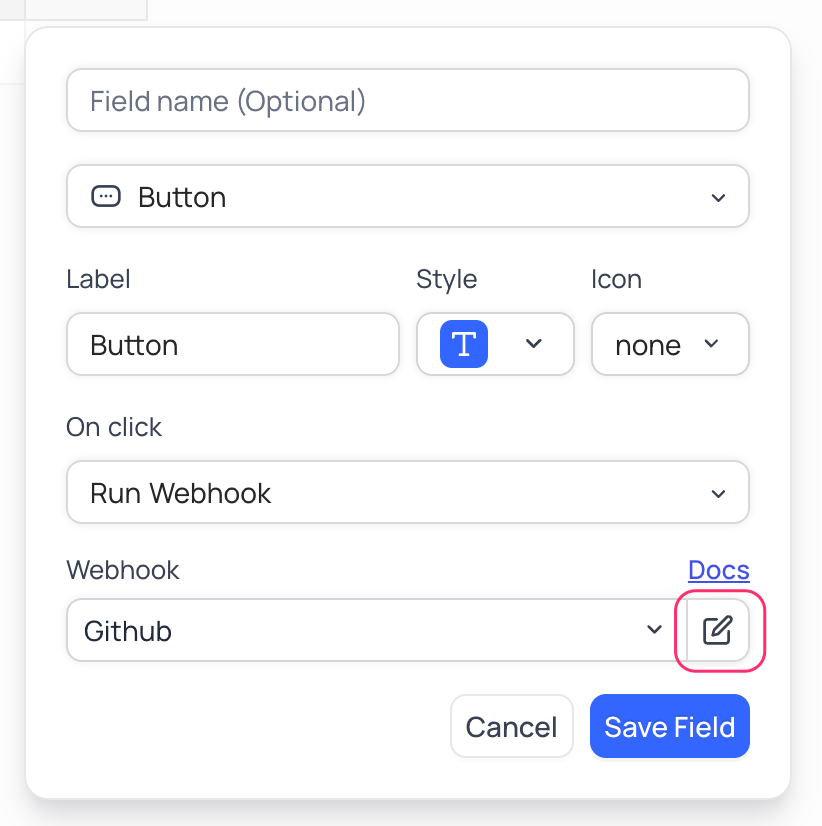 Field name (Optional)
Button
Label Style Icon
Button T none
On click
Run Webhook
Webhook Docs
Github
Cancel Save Field